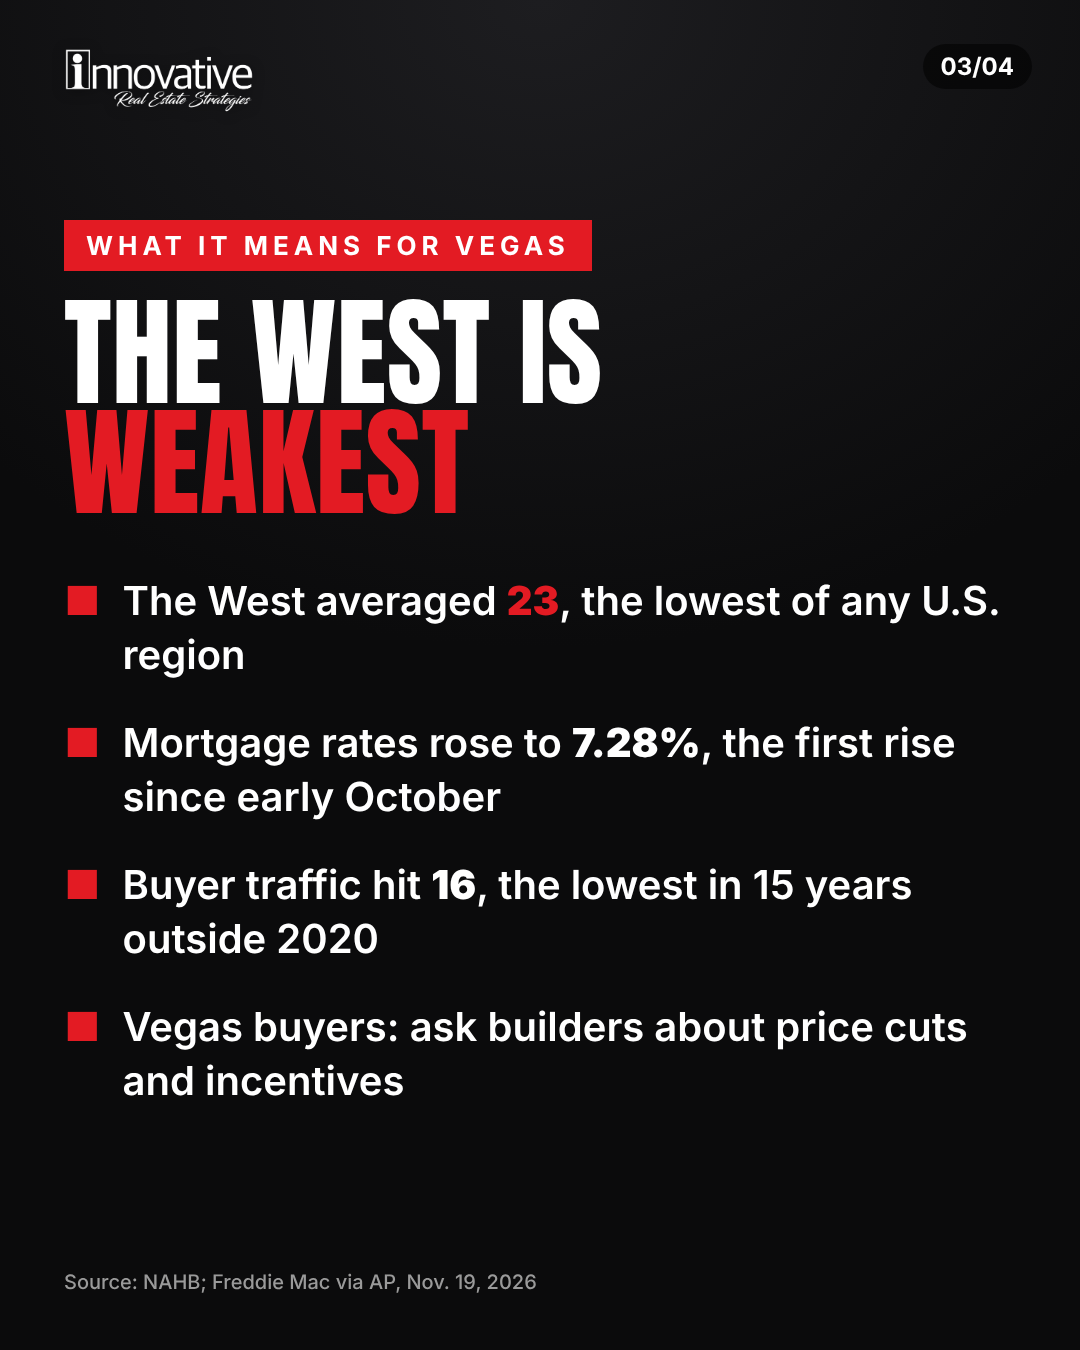 innovative
Real Estate Strategies
03/04
WHAT IT MEANS FOR VEGAS
THE WEST IS
WEAKEST
The West averaged 23, the lowest of any U.S.
region
Mortgage rates rose to 7.28%, the first rise
since early October
Buyer traffic hit 16, the lowest in 15 years
outside 2020
Vegas buyers: ask builders about price cuts
and incentives
Source: NAHB; Freddie Mac via AP, Nov. 19, 2026